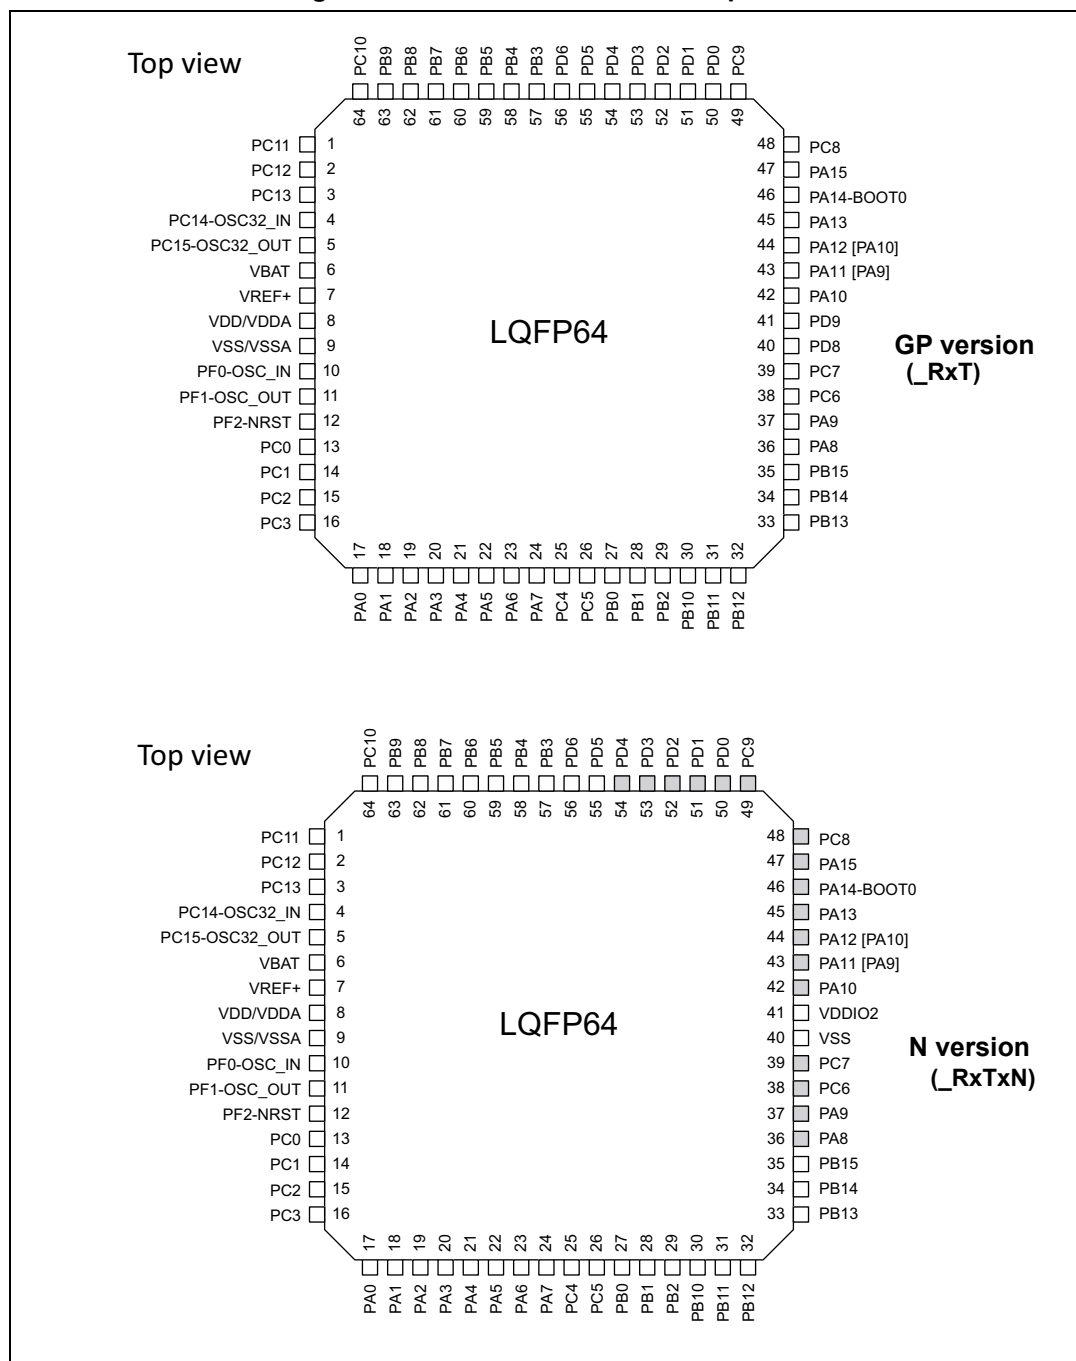 Top view
PC10 PB9 PB8 PB7 PB6 PB5 PB4 PB3 PD6 PD5 PD4 PD3 PD2 PD1 PD0 PC9
64 63 62 61 60 59 58 57 56 55 54 53 52 51 50 49
PC11 1 48 PC8
PC12 2 47 PA15
PC13 3 46 PA14-BOOT0
PC14-OSC32_IN 4 45 PA13
PC15-OSC32_OUT 5 44 PA12 [PA10]
VBAT 6 43 PA11 [PA9]
VREF+ 7 42 PA10
VDD/VDDA 8 41 PD9
LQFP64
VSS/VSSA 9 40 PD8
GP version
(_RxT)
PF0-OSC_IN 10 39 PC7
PF1-OSC_OUT 11 38 PC6
PF2-NRST 12 37 PA9
PC0 13 36 PA8
PC1 14 35 PB15
PC2 15 34 PB14
PC3 16 33 PB13
17 18 19 20 21 22 23 24 25 26 27 28 29 30 31 32
PA0 PA1 PA2 PA3 PA4 PA5 PA6 PA7 PC4 PC5 PB0 PB1 PB2 PB10 PB11 PB12
Top view
PC10 PB9 PB8 PB7 PB6 PB5 PB4 PB3 PD6 PD5 PD4 PD3 PD2 PD1 PD0 PC9
64 63 62 61 60 59 58 57 56 55 54 53 52 51 50 49
PC11 1 48 PC8
PC12 2 47 PA15
PC13 3 46 PA14-BOOT0
PC14-OSC32_IN 4 45 PA13
PC15-OSC32_OUT 5 44 PA12 [PA10]
VBAT 6 43 PA11 [PA9]
VREF+ 7 42 PA10
VDD/VDDA 8 41 VDDIO2
LQFP64
VSS/VSSA 9 40 VSS
N version
(_RxTxN)
PF0-OSC_IN 10 39 PC7
PF1-OSC_OUT 11 38 PC6
PF2-NRST 12 37 PA9
PC0 13 36 PA8
PC1 14 35 PB15
PC2 15 34 PB14
PC3 16 33 PB13
17 18 19 20 21 22 23 24 25 26 27 28 29 30 31 32
PA0 PA1 PA2 PA3 PA4 PA5 PA6 PA7 PC4 PC5 PB0 PB1 PB2 PB10 PB11 PB12